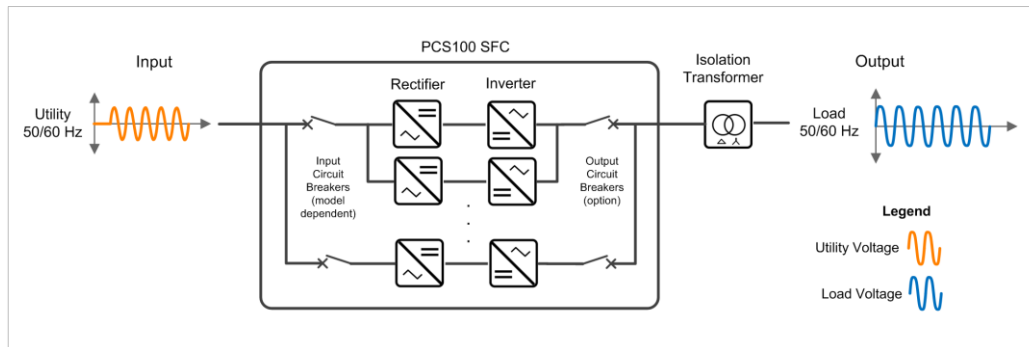 PCS100 SFC
Input
Utility
50/60 Hz
Rectifier
Inverter
Input
Circuit
Breakers
(model
dependent)
Output
Circuit
Breakers
(option)
Isolation
Transformer
Output
Load
50/60 Hz
Legend
Utility Voltage
Load Voltage